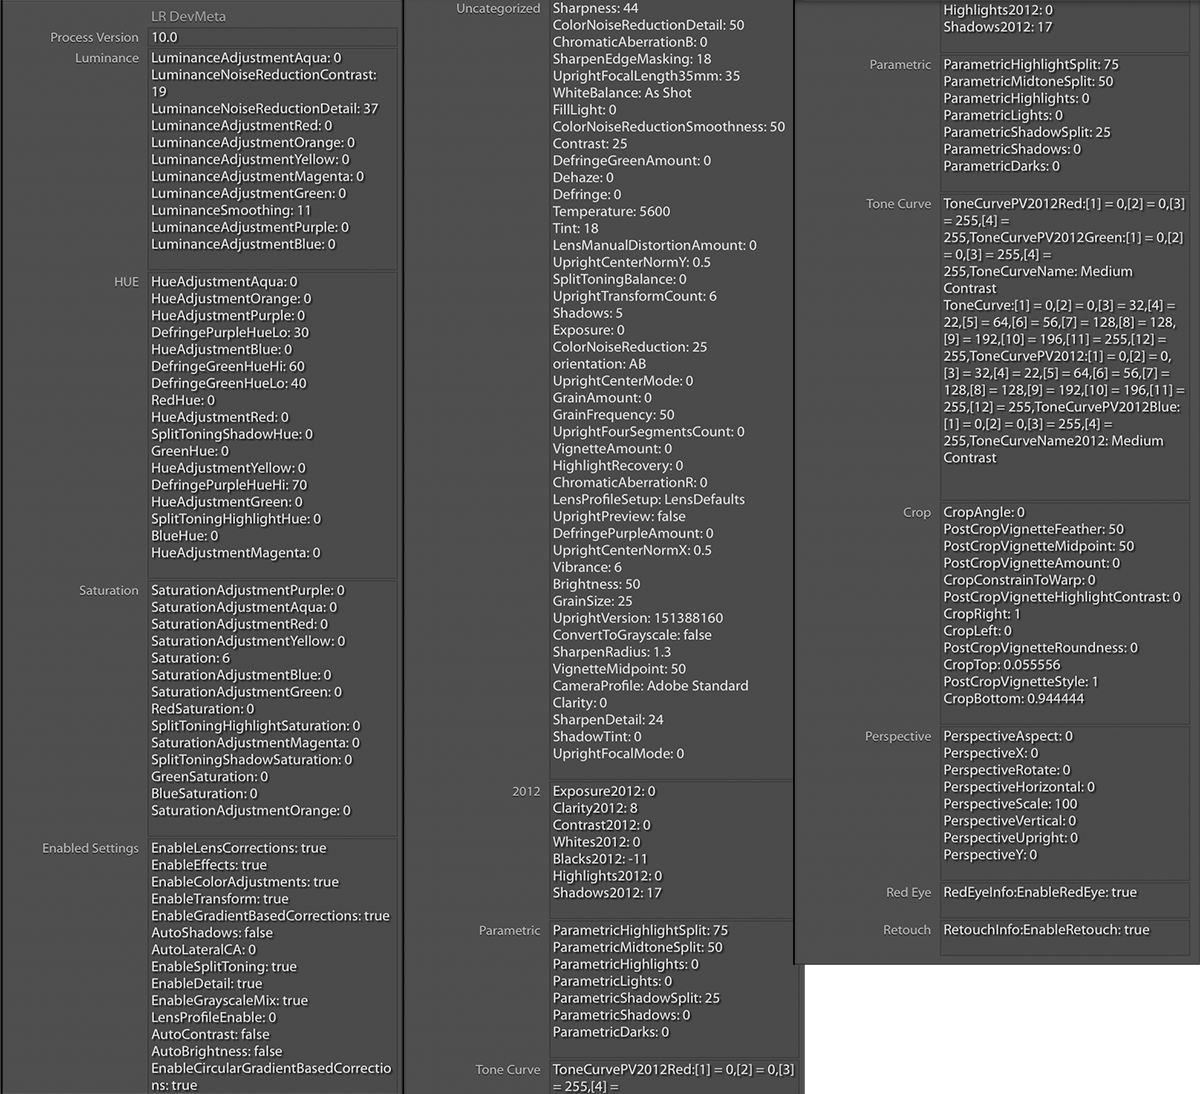 LR DevMeta
Process Version 10.0
Luminance LuminanceAdjustmentAqua: 0
LuminanceNoiseReductionContrast:
19
LuminanceNoiseReductionDetail: 37
LuminanceAdjustmentRed: 0
LuminanceAdjustmentOrange: 0
LuminanceAdjustmentYellow: 0
LuminanceAdjustmentMagenta: 0
LuminanceAdjustmentGreen: 0
LuminanceSmoothing: 11
LuminanceAdjustmentPurple: 0
LuminanceAdjustmentBlue: 0
HUE HueAdjustmentAqua: 0
HueAdjustmentOrange: 0
HueAdjustmentPurple: 0
DefringePurpleHueLo: 30
HueAdjustmentBlue: 0
DefringeGreenHueHi: 60
DefringeGreenHueLo: 40
RedHue: 0
HueAdjustmentRed: 0
SplitToningShadowHue: 0
GreenHue: 0
HueAdjustmentYellow: 0
DefringePurpleHueHi: 70
HueAdjustmentGreen: 0
SplitToningHighlightHue: 0
BlueHue: 0
HueAdjustmentMagenta: 0
Saturation SaturationAdjustmentPurple: 0
SaturationAdjustmentAqua: 0
SaturationAdjustmentRed: 0
SaturationAdjustmentYellow: 0
Saturation: 6
SaturationAdjustmentBlue: 0
SaturationAdjustmentGreen: 0
RedSaturation: 0
SplitToningHighlightSaturation: 0
SaturationAdjustmentMagenta: 0
SplitToningShadowSaturation: 0
GreenSaturation: 0
BlueSaturation: 0
SaturationAdjustmentOrange: 0
Enabled Settings EnableLensCorrections: true
EnableEffects: true
EnableColorAdjustments: true
EnableTransform: true
EnableGradientBasedCorrections: true
AutoShadows: false
AutoLateralCA: 0
EnableSplitToning: true
EnableDetail: true
EnableGrayscaleMix: true
LensProfileEnable: 0
AutoContrast: false
AutoBrightness: false
EnableCircularGradientBasedCorrectio
ns: true
Uncategorized Sharpness: 44
ColorNoiseReductionDetail: 50
ChromaticAberrationB: 0
SharpenEdgeMasking: 18
UprightFocalLength35mm: 35
WhiteBalance: As Shot
FillLight: 0
ColorNoiseReductionSmoothness: 50
Contrast: 25
DefringeGreenAmount: 0
Dehaze: 0
Defringe: 0
Temperature: 5600
Tint: 18
LensManualDistortionAmount: 0
UprightCenterNormY: 0.5
SplitToningBalance: 0
UprightTransformCount: 6
Shadows: 5
Exposure: 0
ColorNoiseReduction: 25
orientation: AB
UprightCenterMode: 0
GrainAmount: 0
GrainFrequency: 50
UprightFourSegmentsCount: 0
VignetteAmount: 0
HighlightRecovery: 0
ChromaticAberrationR: 0
LensProfileSetup: LensDefaults
UprightPreview: false
DefringePurpleAmount: 0
UprightCenterNormX: 0.5
Vibrance: 6
Brightness: 50
GrainSize: 25
UprightVersion: 151388160
ConvertToGrayscale: false
SharpenRadius: 1.3
VignetteMidpoint: 50
CameraProfile: Adobe Standard
Clarity: 0
SharpenDetail: 24
ShadowTint: 0
UprightFocalMode: 0
2012 Exposure2012: 0
Clarity2012: 8
Contrast2012: 0
Whites2012: 0
Blacks2012: -11
Highlights2012: 0
Shadows2012: 17
Parametric ParametricHighlightSplit: 75
ParametricMidtoneSplit: 50
ParametricHighlights: 0
ParametricLights: 0
ParametricShadowSplit: 25
ParametricShadows: 0
ParametricDarks: 0
Tone Curve ToneCurvePV2012Red:[1] = 0,[2] = 0,[3]
= 255,[4] =
Highlights2012: 0
Shadows2012: 17
Parametric ParametricHighlightSplit: 75
ParametricMidtoneSplit: 50
ParametricHighlights: 0
ParametricLights: 0
ParametricShadowSplit: 25
ParametricShadows: 0
ParametricDarks: 0
Tone Curve ToneCurvePV2012Red:[1] = 0,[2] = 0,[3]
= 255,[4] =
255,ToneCurvePV2012Green:[1] = 0,[2]
= 0,[3] = 255,[4] =
255,ToneCurveName: Medium
Contrast
ToneCurve:[1] = 0,[2] = 0,[3] = 32,[4] =
22,[5] = 64,[6] = 56,[7] = 128,[8] = 128,
[9] = 192,[10] = 196,[11] = 255,[12] =
255,ToneCurvePV2012:[1] = 0,[2] = 0,
[3] = 32,[4] = 22,[5] = 64,[6] = 56,[7] =
128,[8] = 128,[9] = 192,[10] = 196,[11] =
255,[12] = 255,ToneCurvePV2012Blue:
[1] = 0,[2] = 0,[3] = 255,[4] =
255,ToneCurveName2012: Medium
Contrast
Crop CropAngle: 0
PostCropVignetteFeather: 50
PostCropVignetteMidpoint: 50
PostCropVignetteAmount: 0
CropConstrainToWarp: 0
PostCropVignetteHighlightContrast: 0
CropRight: 1
CropLeft: 0
PostCropVignetteRoundness: 0
CropTop: 0.055556
PostCropVignetteStyle: 1
CropBottom: 0.944444
Perspective PerspectiveAspect: 0
PerspectiveX: 0
PerspectiveRotate: 0
PerspectiveHorizontal: 0
PerspectiveScale: 100
PerspectiveVertical: 0
PerspectiveUpright: 0
PerspectiveY: 0
Red Eye RedEyeInfo:EnableRedEye: true
Retouch RetouchInfo:EnableRetouch: true